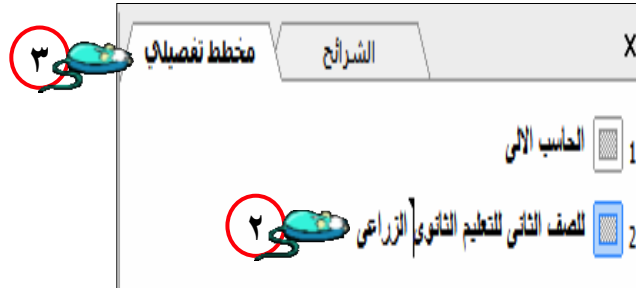 X الشرائح مخطط تفصيلي ٣
1 الحاسب الالى
2 للصف الثانى للتعليم الثانوى الزراعى ٢